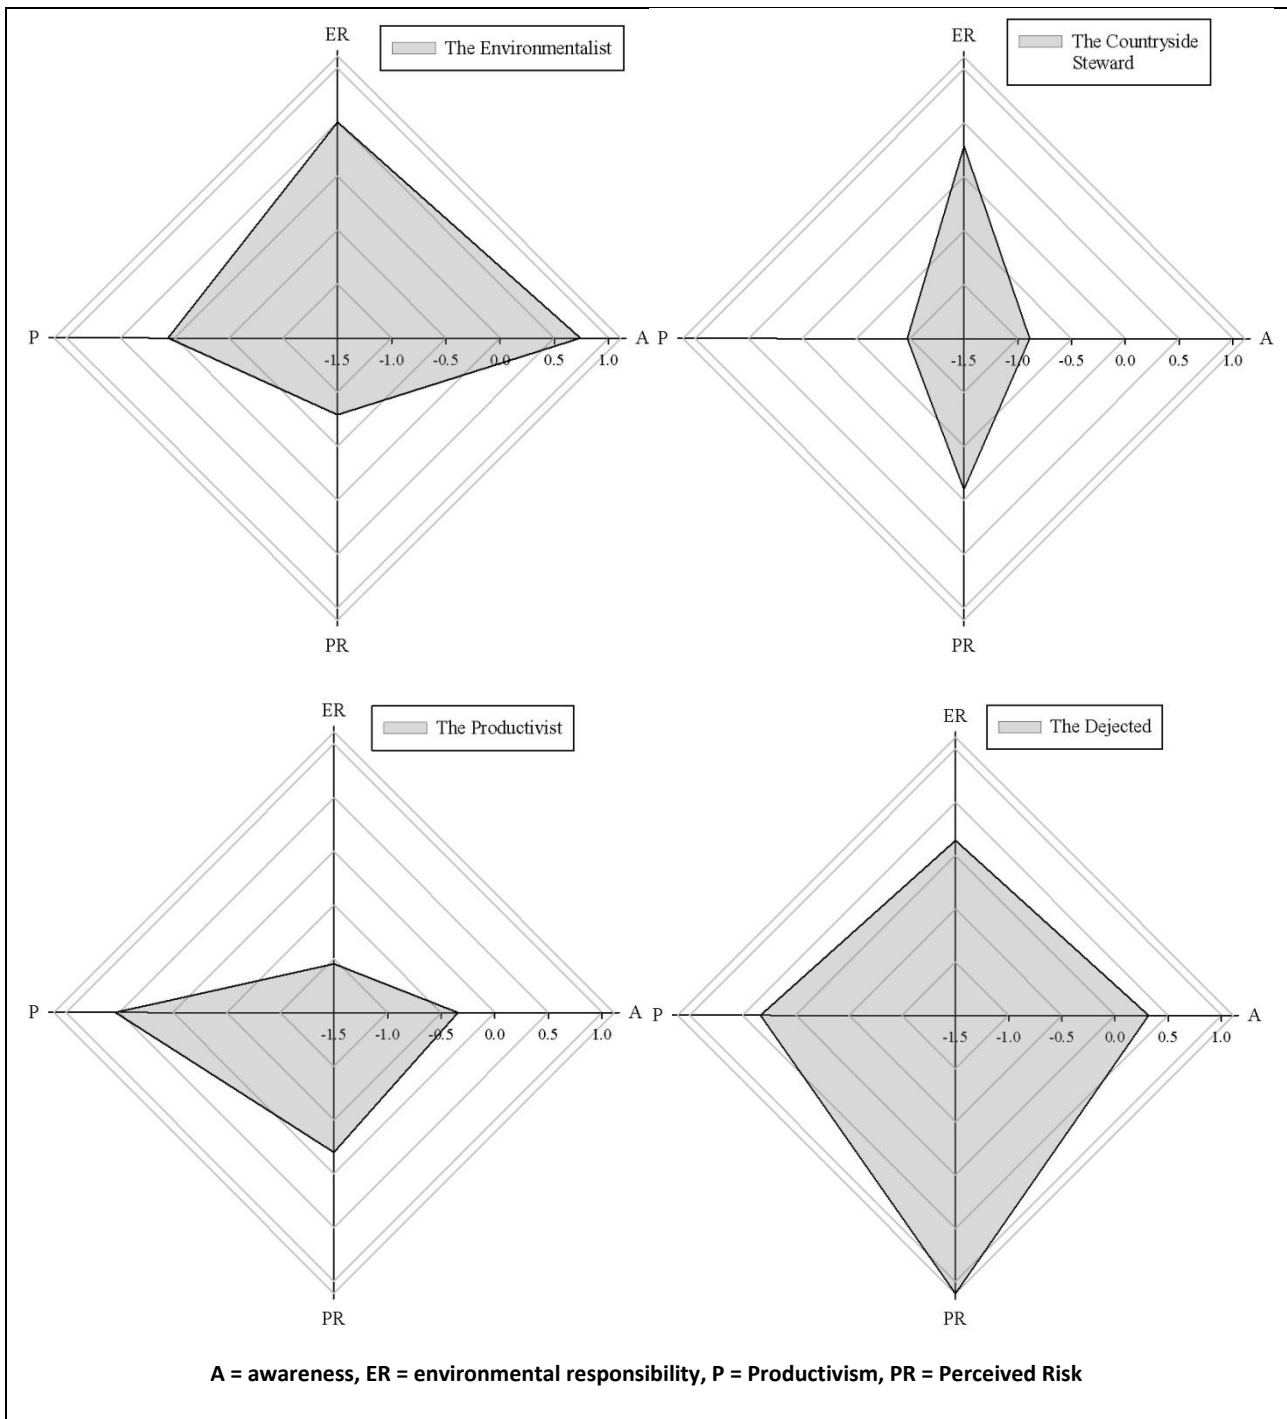 ER
The Environmentalist
P
A
-1.5 -1.0 -0.5 0.0 0.5 1.0
PR
ER
The Countryside
Steward
P
A
-1.5 -1.0 -0.5 0.0 0.5 1.0
PR
ER
The Productivist
P
A
-1.5 -1.0 -0.5 0.0 0.5 1.0
PR
ER
The Dejected
P
A
-1.5 -1.0 -0.5 0.0 0.5 1.0
PR
A = awareness, ER = environmental responsibility, P = Productivism, PR = Perceived Risk